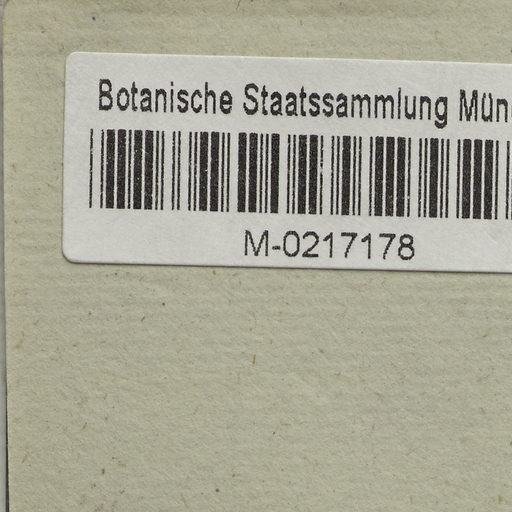 Botanische Staatssammlung Mün
M-0217178